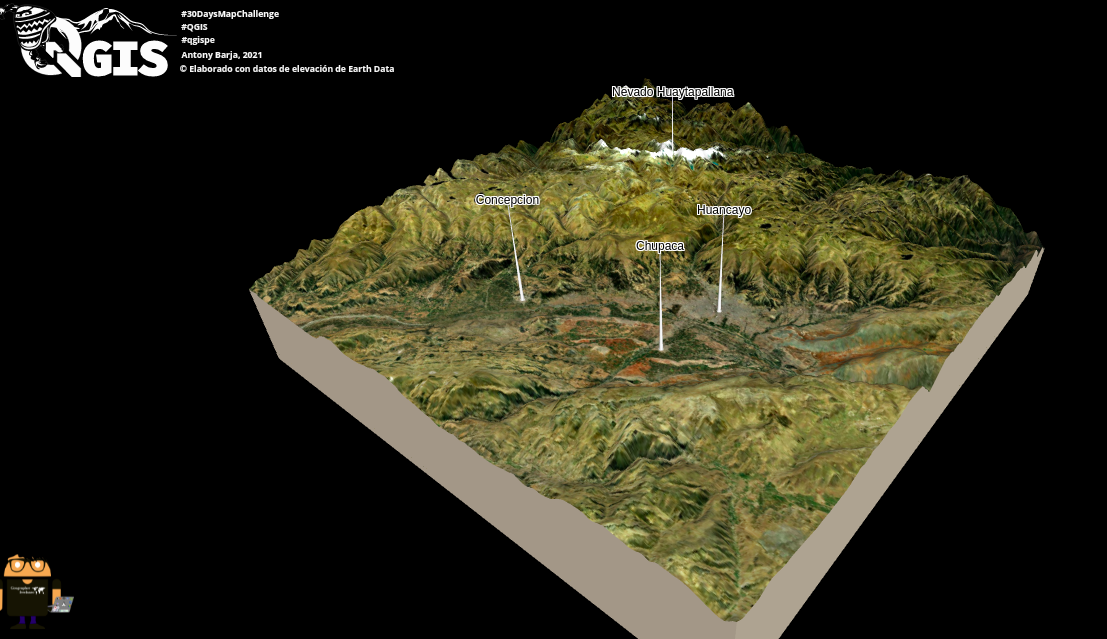 QGIS
#30DaysMapChallenge
#QGIS
#qgispe
Antony Barja, 2021
© Elaborado con datos de elevación de Earth Data
Névado Huaytapallana
Concepcion
Huancayo
Chupaca